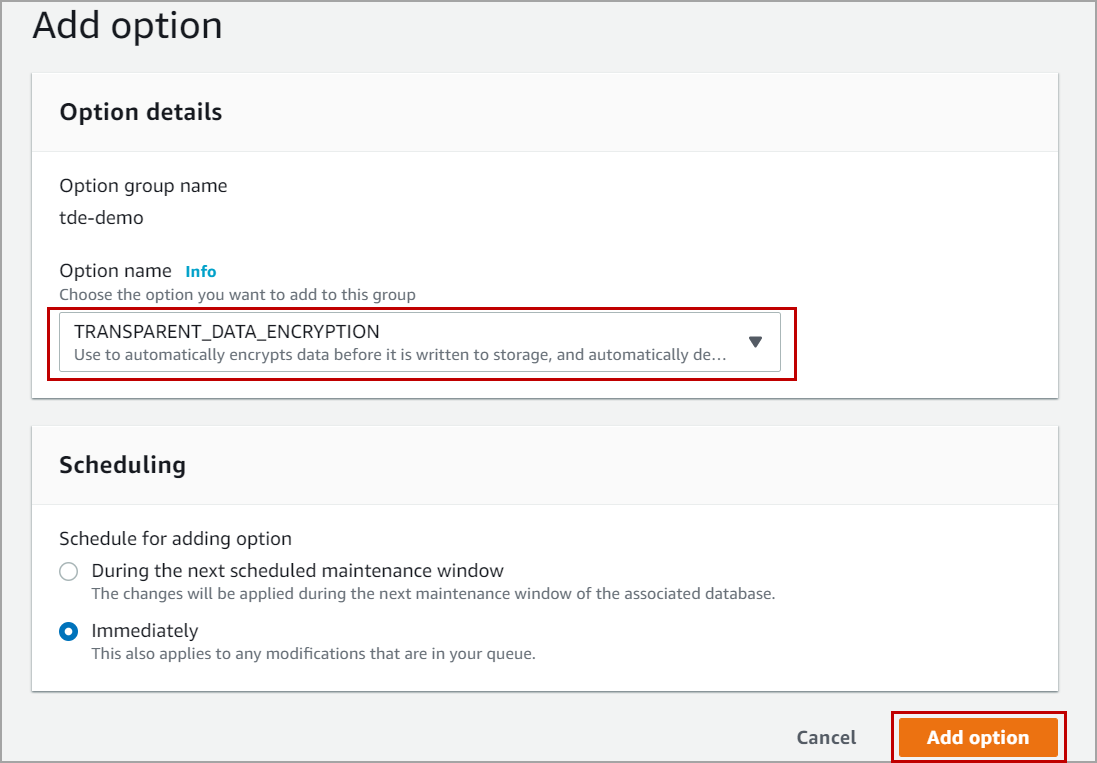 Add option
Option details
Option group name
tde-demo
Option name Info
Choose the option you want to add to this group
TRANSPARENT_DATA_ENCRYPTION
Use to automatically encrypts data before it is written to storage, and automatically de...
Scheduling
Schedule for adding option
During the next scheduled maintenance window
The changes will be applied during the next maintenance window of the associated database.
Immediately
This also applies to any modifications that are in your queue.
Cancel Add option